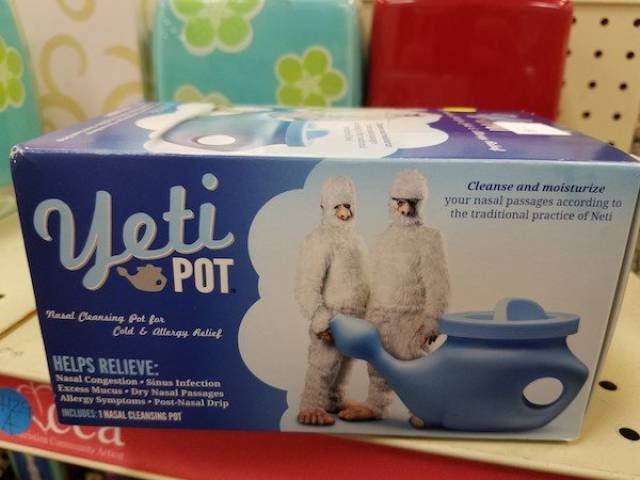 Yeti
POT
Nasal Cleansing Pot for
Cold & Allergy Relief
HELPS RELIEVE:
Nasal Congestion • Sinus Infection
Excess Mucus • Dry Nasal Passages
Allergy Symptoms • Post-Nasal Drip
INCLUDES: 1 NASAL CLEANSING POT
Cleanse and moisturize
your nasal passages according to
the traditional practice of Neti